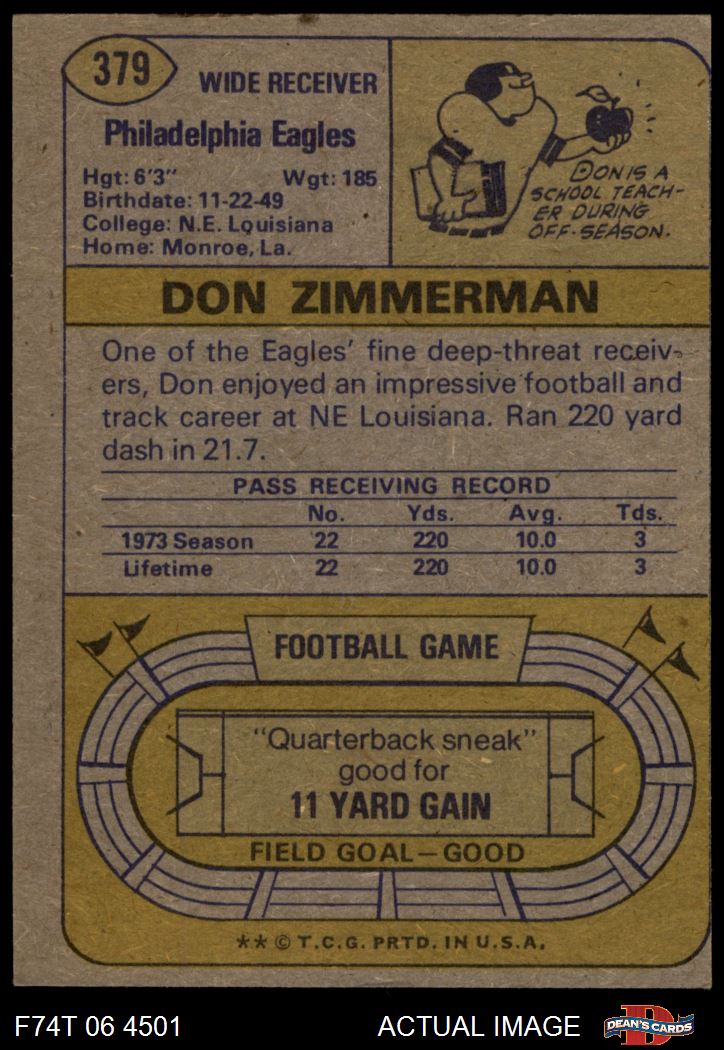 379
WIDE RECEIVER
Philadelphia Eagles
Hgt: 6'3" Wgt: 185
Birthdate: 11-22-49
College: N.E. Louisiana
Home: Monroe, La.
DON IS A
SCHOOL TEACH-
ER DURING
OFF-SEASON.
DON ZIMMERMAN
One of the Eagles' fine deep-threat receiv-
ers, Don enjoyed an impressive football and
track career at NE Louisiana. Ran 220 yard
dash in 21.7.
PASS RECEIVING RECORD
No. Yds. Avg. Tds.
1973 Season 22 220 10.0 3
Lifetime 22 220 10.0 3
FOOTBALL GAME
"Quarterback sneak"
good for
11 YARD GAIN
FIELD GOAL—GOOD
** © T.C.G. PRTD. IN U.S.A.
F74T 06 4501 ACTUAL IMAGE
D
DEAN'S CARDS